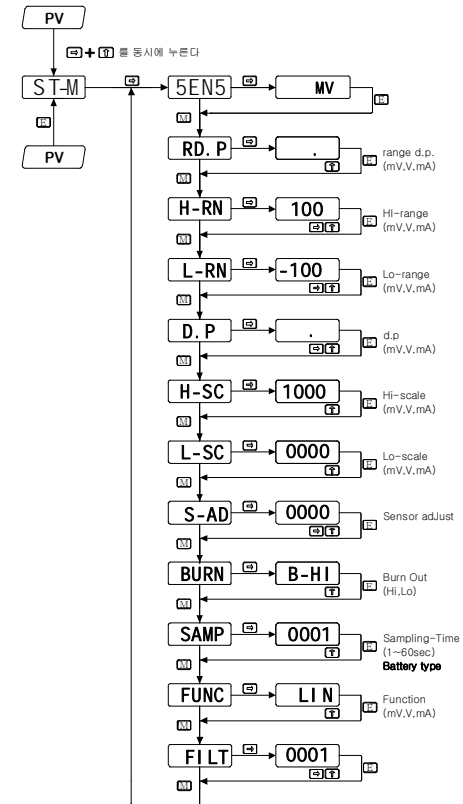 PV
⇨ + ⇧ 를 동시에 누른다
ST-M ⇨ 5EN5 ⇨ MV
E
M
E
PV
RD.P ⇨ .
⇧ E range d.p.
(mV.V.mA)
M
H-RN ⇨ 100
⇨ ⇧ E HI-range
(mV.V.mA)
M
L-RN ⇨ -100
⇨ ⇧ E Lo-range
(mV.V.mA)
M
D.P ⇨ .
⇨ ⇧ E d.p
(mV.V.mA)
M
H-SC ⇨ 1000
⇧ E Hi-scale
(mV.V.mA)
M
L-SC ⇨ 0000
⇧ E Lo-scale
(mV.V.mA)
M
S-AD ⇨ 0000
⇨ ⇧ E Sensor adJust
M
BURN ⇨ B-HI
⇧ E Burn Out
(Hi.Lo)
M
SAMP ⇨ 0001
⇧ E Sampling-Time
(1~60sec)
Battery type
M
FUNC ⇨ LIN
⇧ E Function
(mV.V.mA)
M
FILT ⇨ 0001
⇨ ⇧ E
M